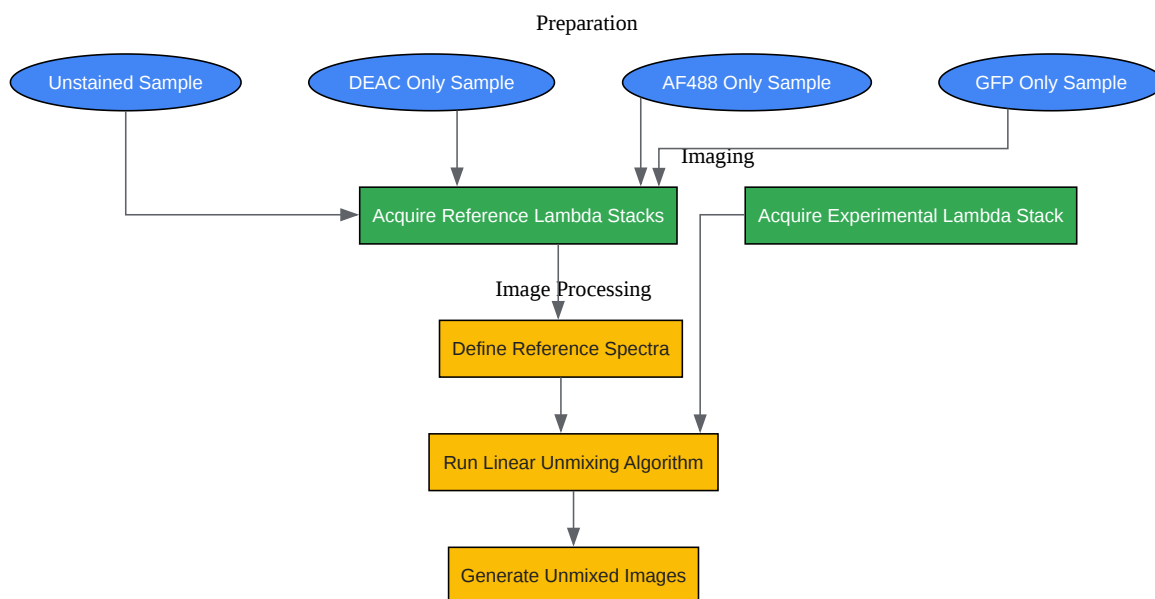 Preparation
Unstained Sample
DEAC Only Sample
AF488 Only Sample
GFP Only Sample
Imaging
Acquire Reference Lambda Stacks
Acquire Experimental Lambda Stack
Image Processing
Define Reference Spectra
Run Linear Unmixing Algorithm
Generate Unmixed Images